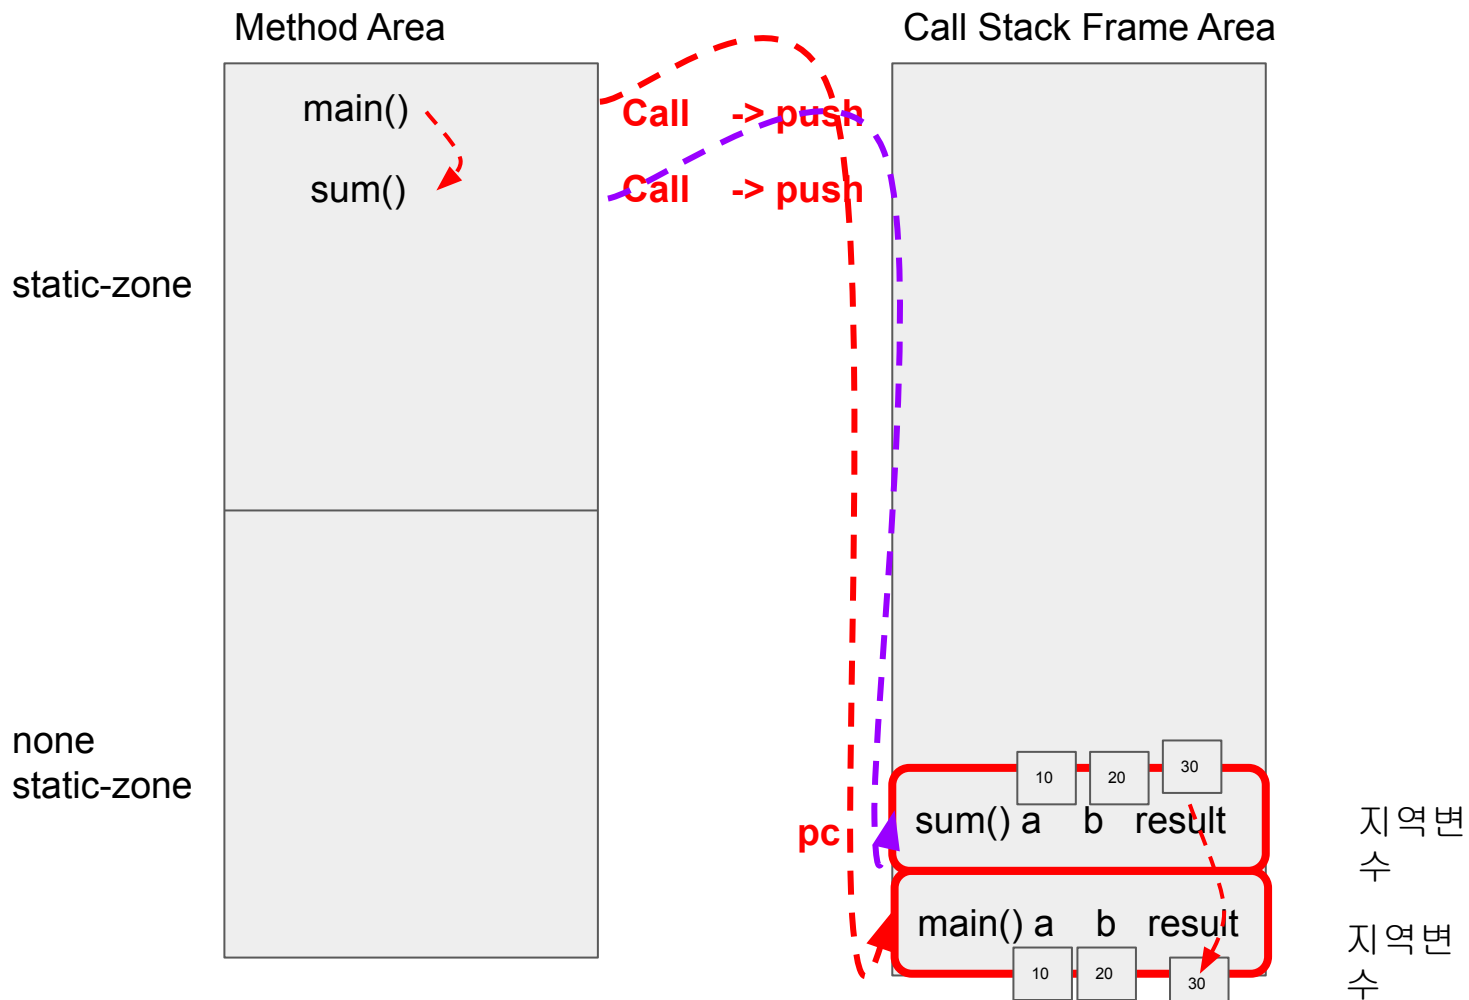 Method Area
Call Stack Frame Area
main()
Call -> push
sum()
Call -> push
static-zone
none
static-zone
10
20
30
pc
sum() a b result
지역변
수
main() a b result
지역변
수
10
20
30